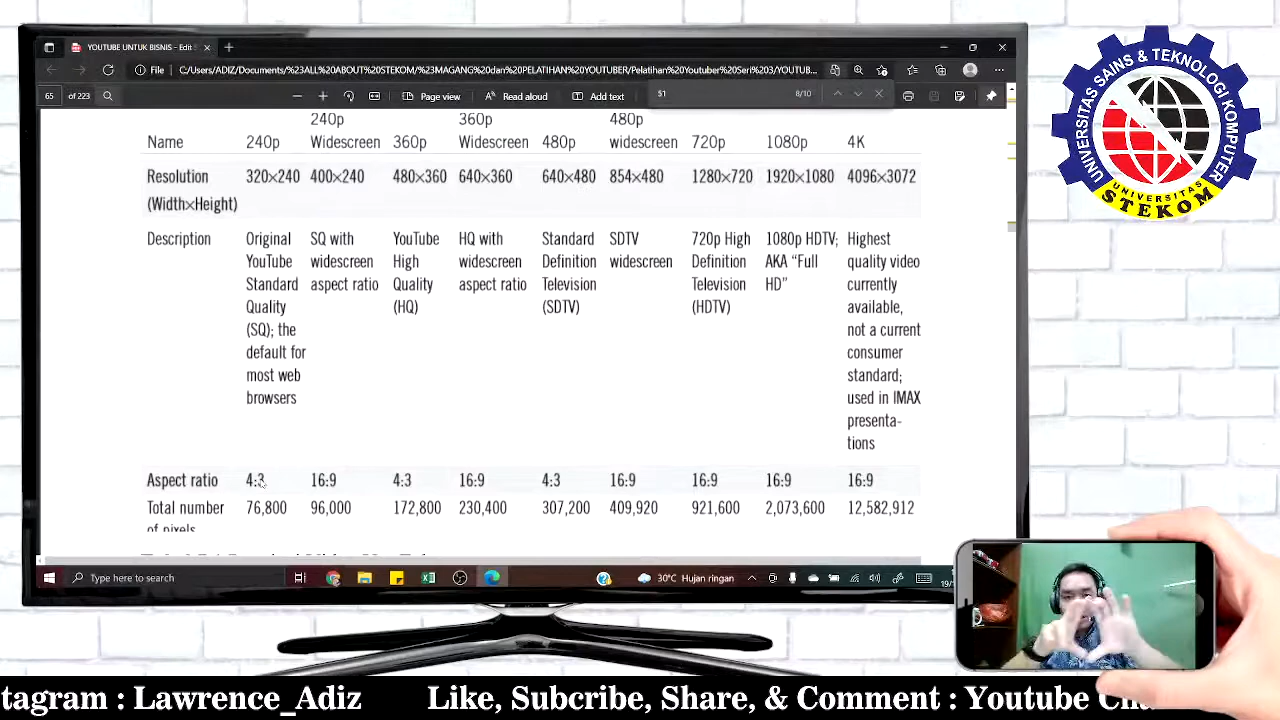 YOUTUBE UNTUK BISNIS - Edit S
File C:/Users/ADIZ/Documents/%23ALL%20ABOUT%20STEKOM/%23MAGANG%20dan%20PELATIHAN%20YOUTUBER/Pelatihan%20Youtuber%20Seri%203/YOUTUB...
65 of 223 Page view Read aloud Add text 51 8/10
240p 360p 480p
Name 240p Widescreen 360p Widescreen 480p widescreen 720p 1080p 4K
Resolution 320×240 400×240 480×360 640×360 640×480 854×480 1280×720 1920×1080 4096×3072
(Width×Height)
Description Original SQ with YouTube HQ with Standard SDTV 720p High 1080p HDTV; Highest
YouTube widescreen High widescreen Definition widescreen Definition AKA “Full quality video
Standard aspect ratio Quality aspect ratio Television Television HD” currently
Quality (HQ) (SDTV) (HDTV) available,
(SQ); the not a current
default for consumer
most web standard;
browsers used in IMAX
presenta-
tions
Aspect ratio 4:3 16:9 4:3 16:9 4:3 16:9 16:9 16:9 16:9
Total number 76,800 96,000 172,800 230,400 307,200 409,920 921,600 2,073,600 12,582,912
of pixels
Type here to search 30°C Hujan ringan
19/
UNIVERSITAS SAINS & TEKNOLOGI KOMPUTER
UNIVERSITAS
STEKOM
tagram : Lawrence_Adiz Like, Subcribe, Share, & Comment : Youtube Cha